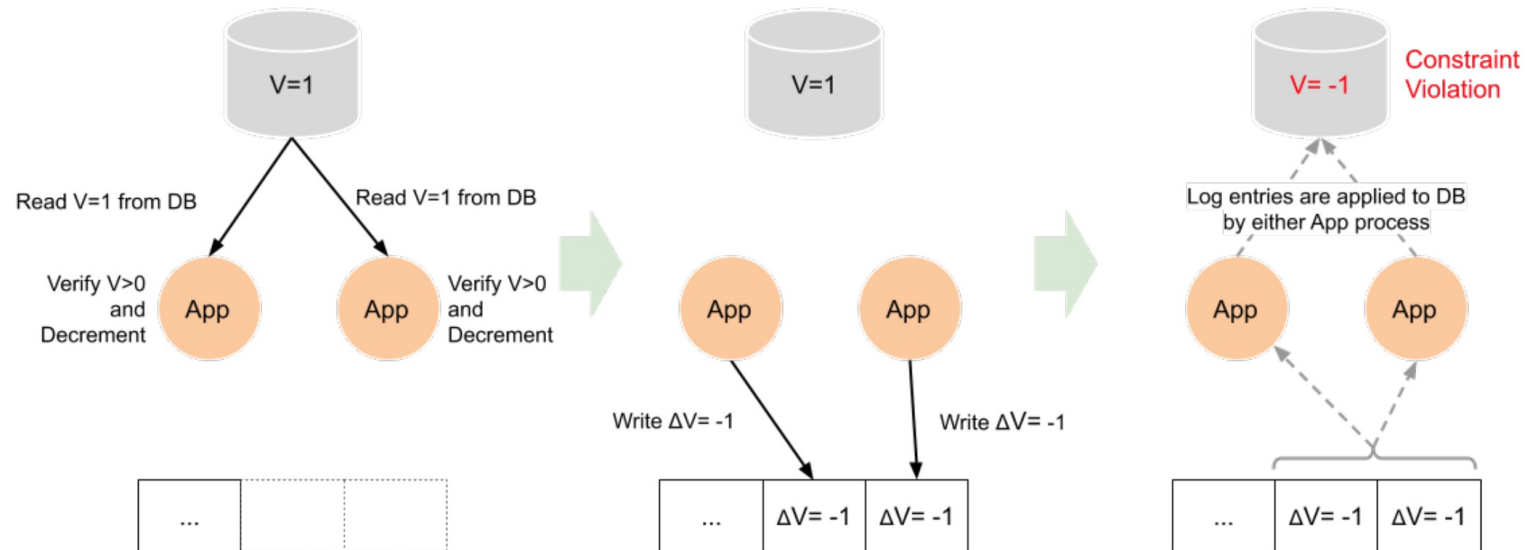 V=1
Read V=1 from DB
Read V=1 from DB
Verify V>0
and
Decrement
App
App
Verify V>0
and
Decrement
...
V=1
App
App
Write ΔV= -1
Write ΔV= -1
...
ΔV= -1
ΔV= -1
V= -1
Constraint
Violation
Log entries are applied to DB
by either App process
App
App
...
ΔV= -1
ΔV= -1